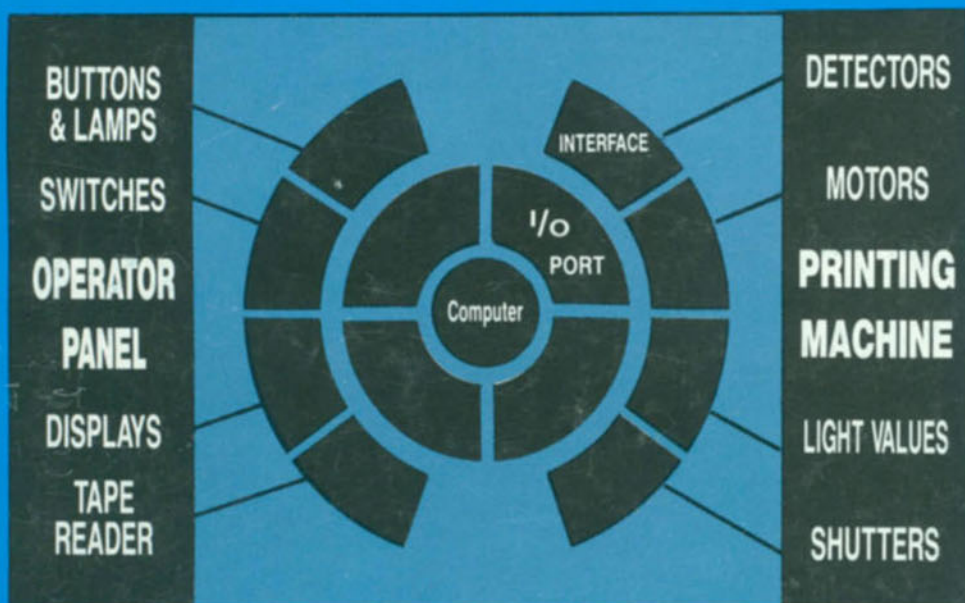 BUTTONS
& LAMPS
SWITCHES
OPERATOR
PANEL
DISPLAYS
TAPE
READER
INTERFACE
I/O
PORT
Computer
DETECTORS
MOTORS
PRINTING
MACHINE
LIGHT VALUES
SHUTTERS